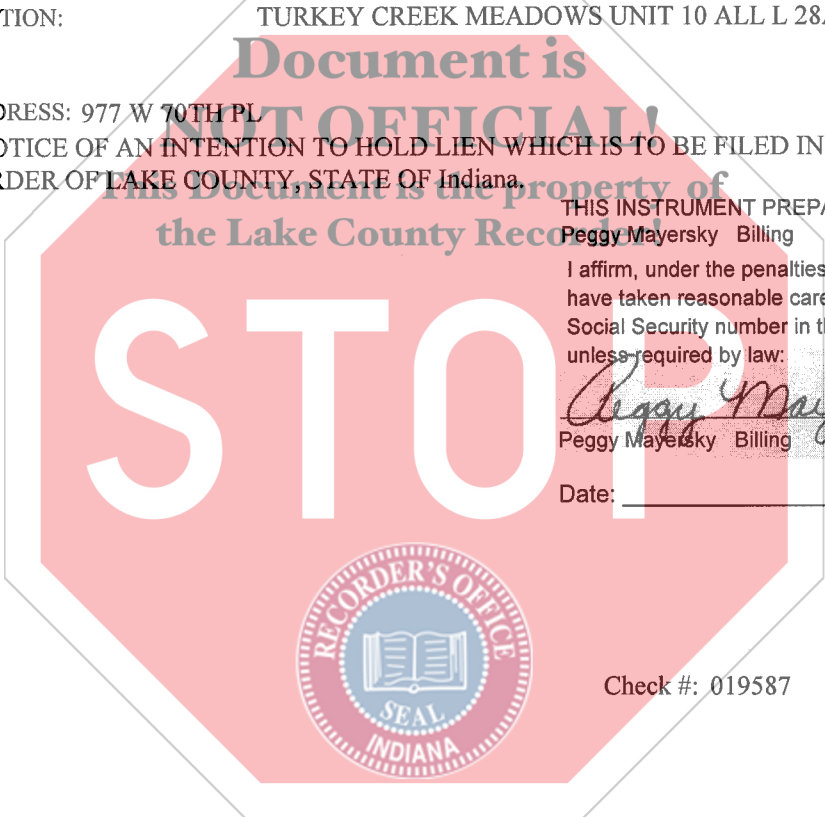 TION: TURKEY CREEK MEADOWS UNIT 10 ALL L 28
Document is
DRESS: 977 W 70TH PL
NOT OFFICIAL!
OTICE OF AN INTENTION TO HOLD LIEN WHICH IS TO BE FILED IN
RDER OF LAKE COUNTY, STATE OF Indiana.
This Document is the property of
the Lake County Recorder!
THIS INSTRUMENT PREPA
Peggy Mayersky Billing
I affirm, under the penalties
have taken reasonable care
Social Security number in th
unless required by law:
Peggy May
Peggy Mayersky Billing
Date:
STOP
RECORDER'S OFFICE
SEAL
INDIANA
Check #: 019587